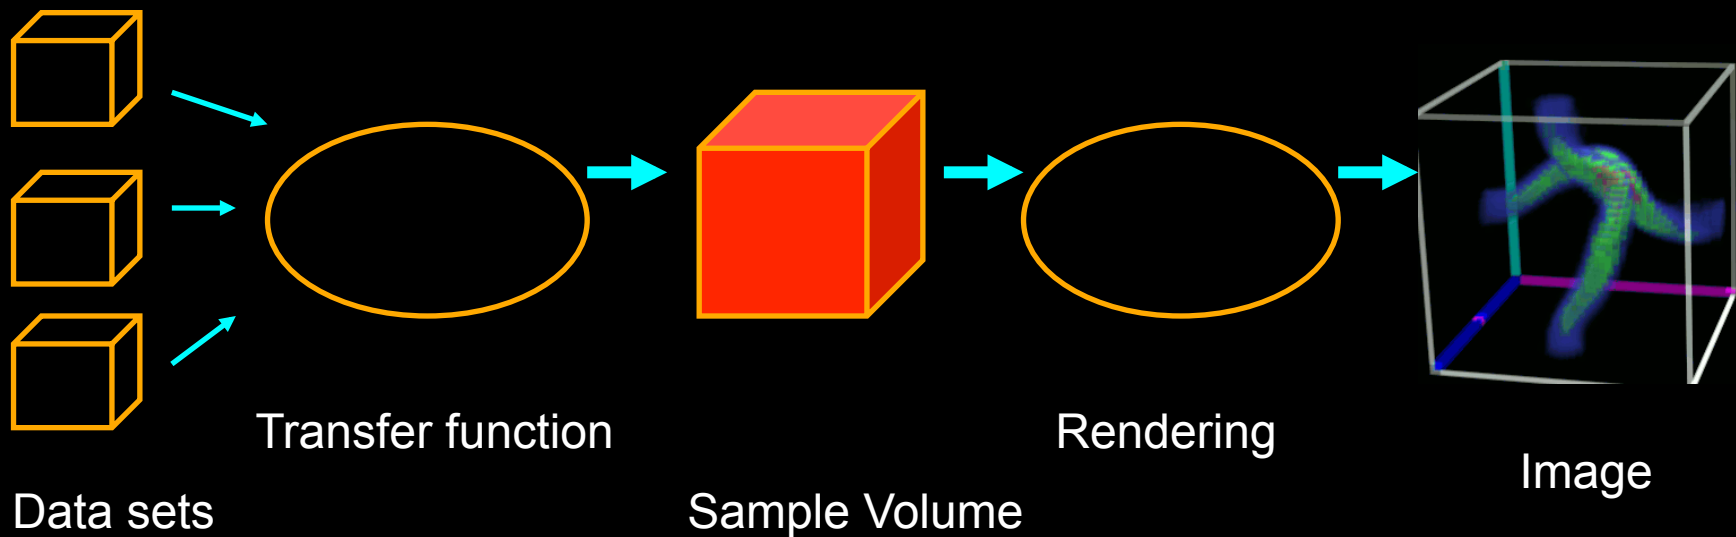 Transfer function
Rendering
Image
Data sets
Sample Volume